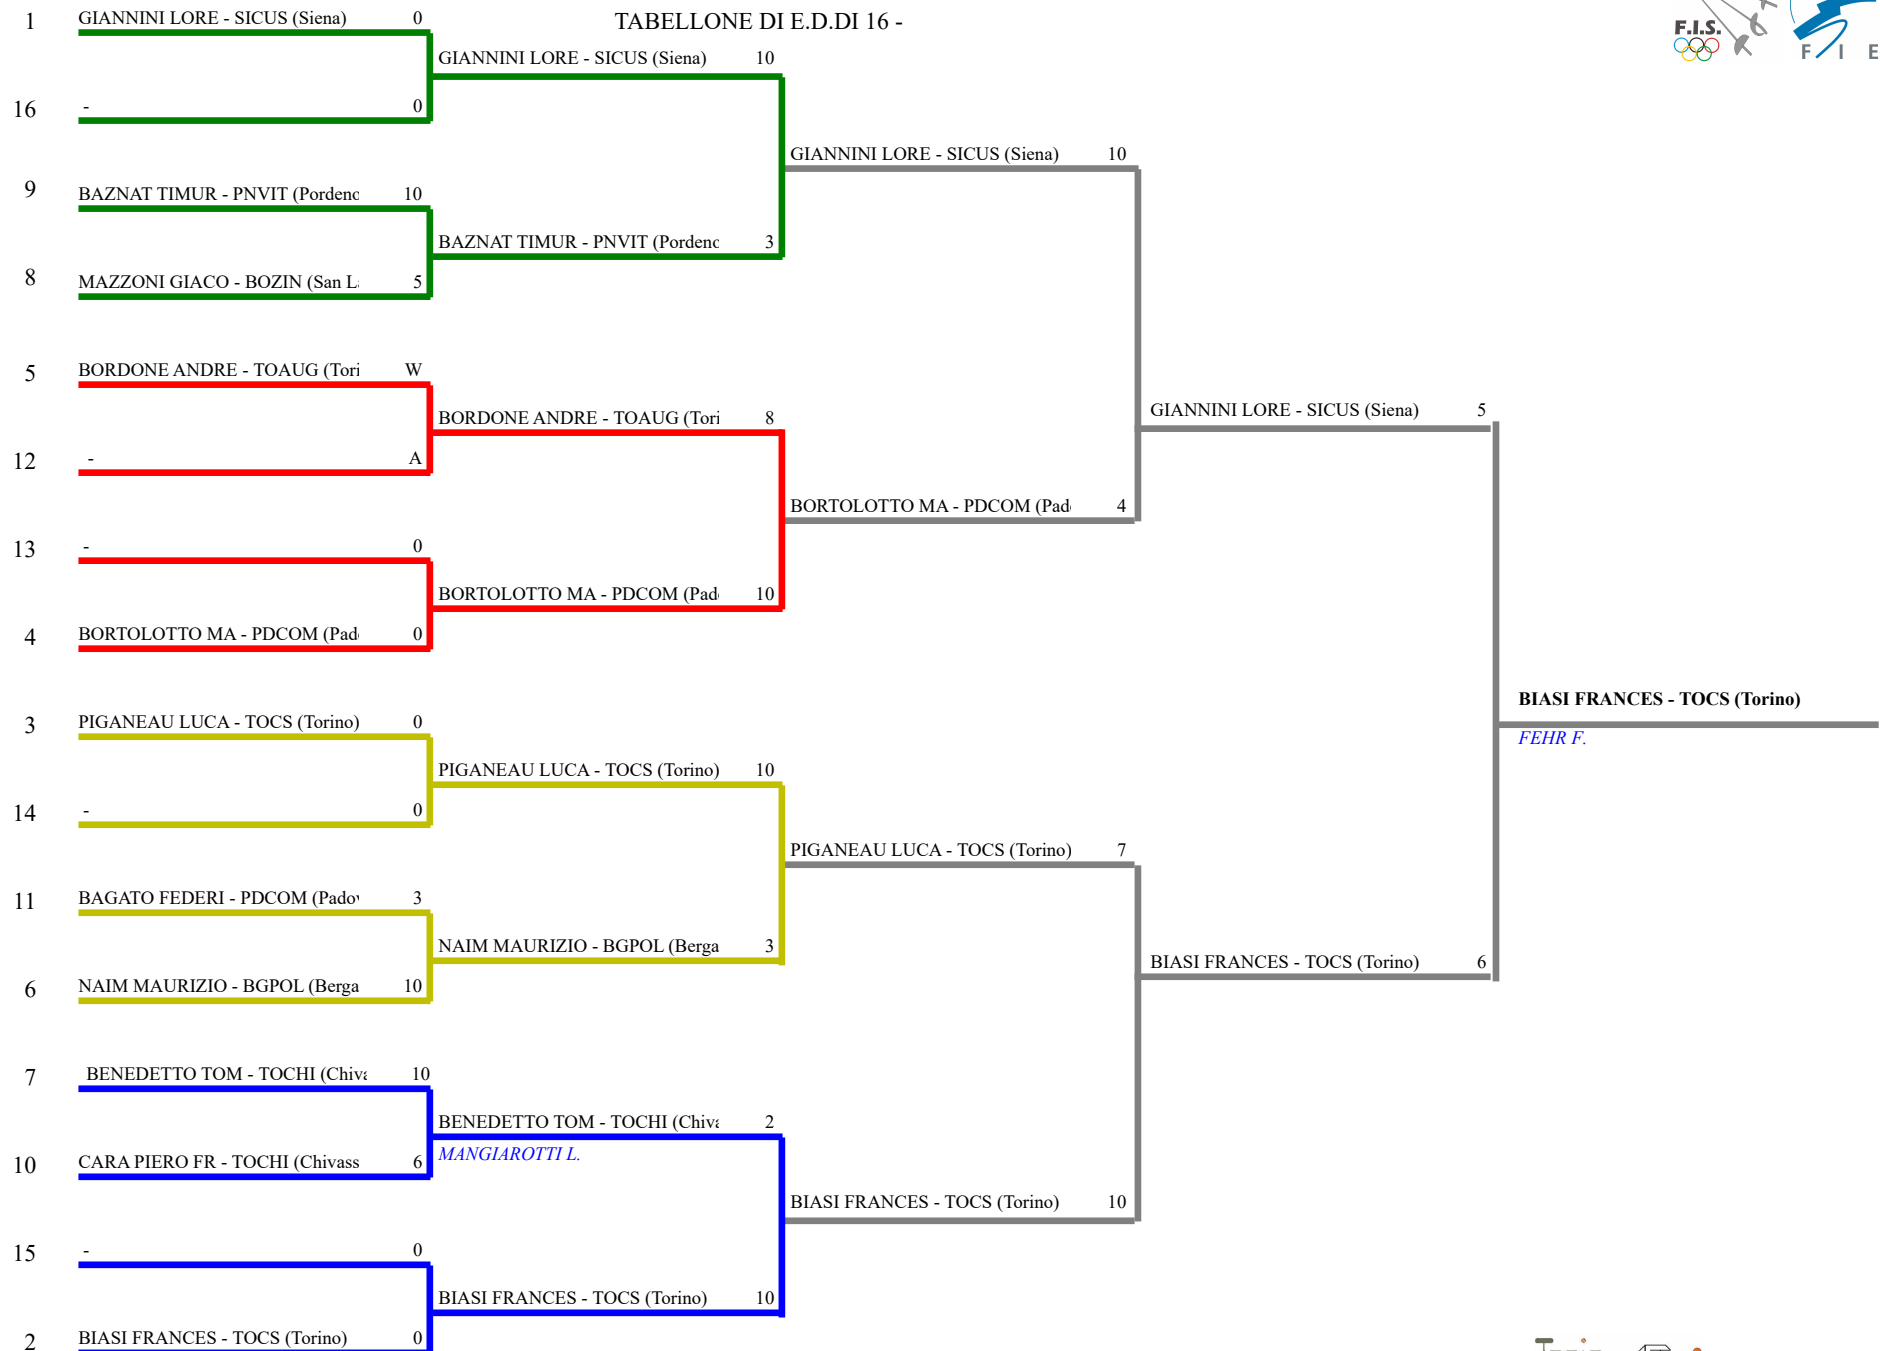 TABELLONE DI E.D.DI 16 -
F.I.S.
F I E
1 GIANNINI LORE - SICUS (Siena) 0
GIANNINI LORE - SICUS (Siena) 10
16 - 0
GIANNINI LORE - SICUS (Siena) 10
9 BAZNAT TIMUR - PNVIT (Pordeno 10
BAZNAT TIMUR - PNVIT (Pordeno 3
8 MAZZONI GIACO - BOZIN (San L 5
5 BORDONE ANDRE - TOAUG (Tori W
GIANNINI LORE - SICUS (Siena) 5
BORDONE ANDRE - TOAUG (Tori 8
12 - A
BORTOLOTTO MA - PDCOM (Pad 4
13 - 0
BORTOLOTTO MA - PDCOM (Pad 10
4 BORTOLOTTO MA - PDCOM (Pad 0
BIASI FRANCES - TOCS (Torino)
FEHR F.
3 PIGANEAU LUCA - TOCS (Torino) 0
PIGANEAU LUCA - TOCS (Torino) 10
14 - 0
PIGANEAU LUCA - TOCS (Torino) 7
11 BAGATO FEDERI - PDCOM (Pado 3
NAIM MAURIZIO - BGPOL (Berga 3
BIASI FRANCES - TOCS (Torino) 6
6 NAIM MAURIZIO - BGPOL (Berga 10
7 BENEDETTO TOM - TOCHI (Chiva 10
BENEDETTO TOM - TOCHI (Chiva 2
MANGIAROTTI L.
10 CARA PIERO FR - TOCHI (Chivass 6
BIASI FRANCES - TOCS (Torino) 10
15 - 0
BIASI FRANCES - TOCS (Torino) 10
2 BIASI FRANCES - TOCS (Torino) 0